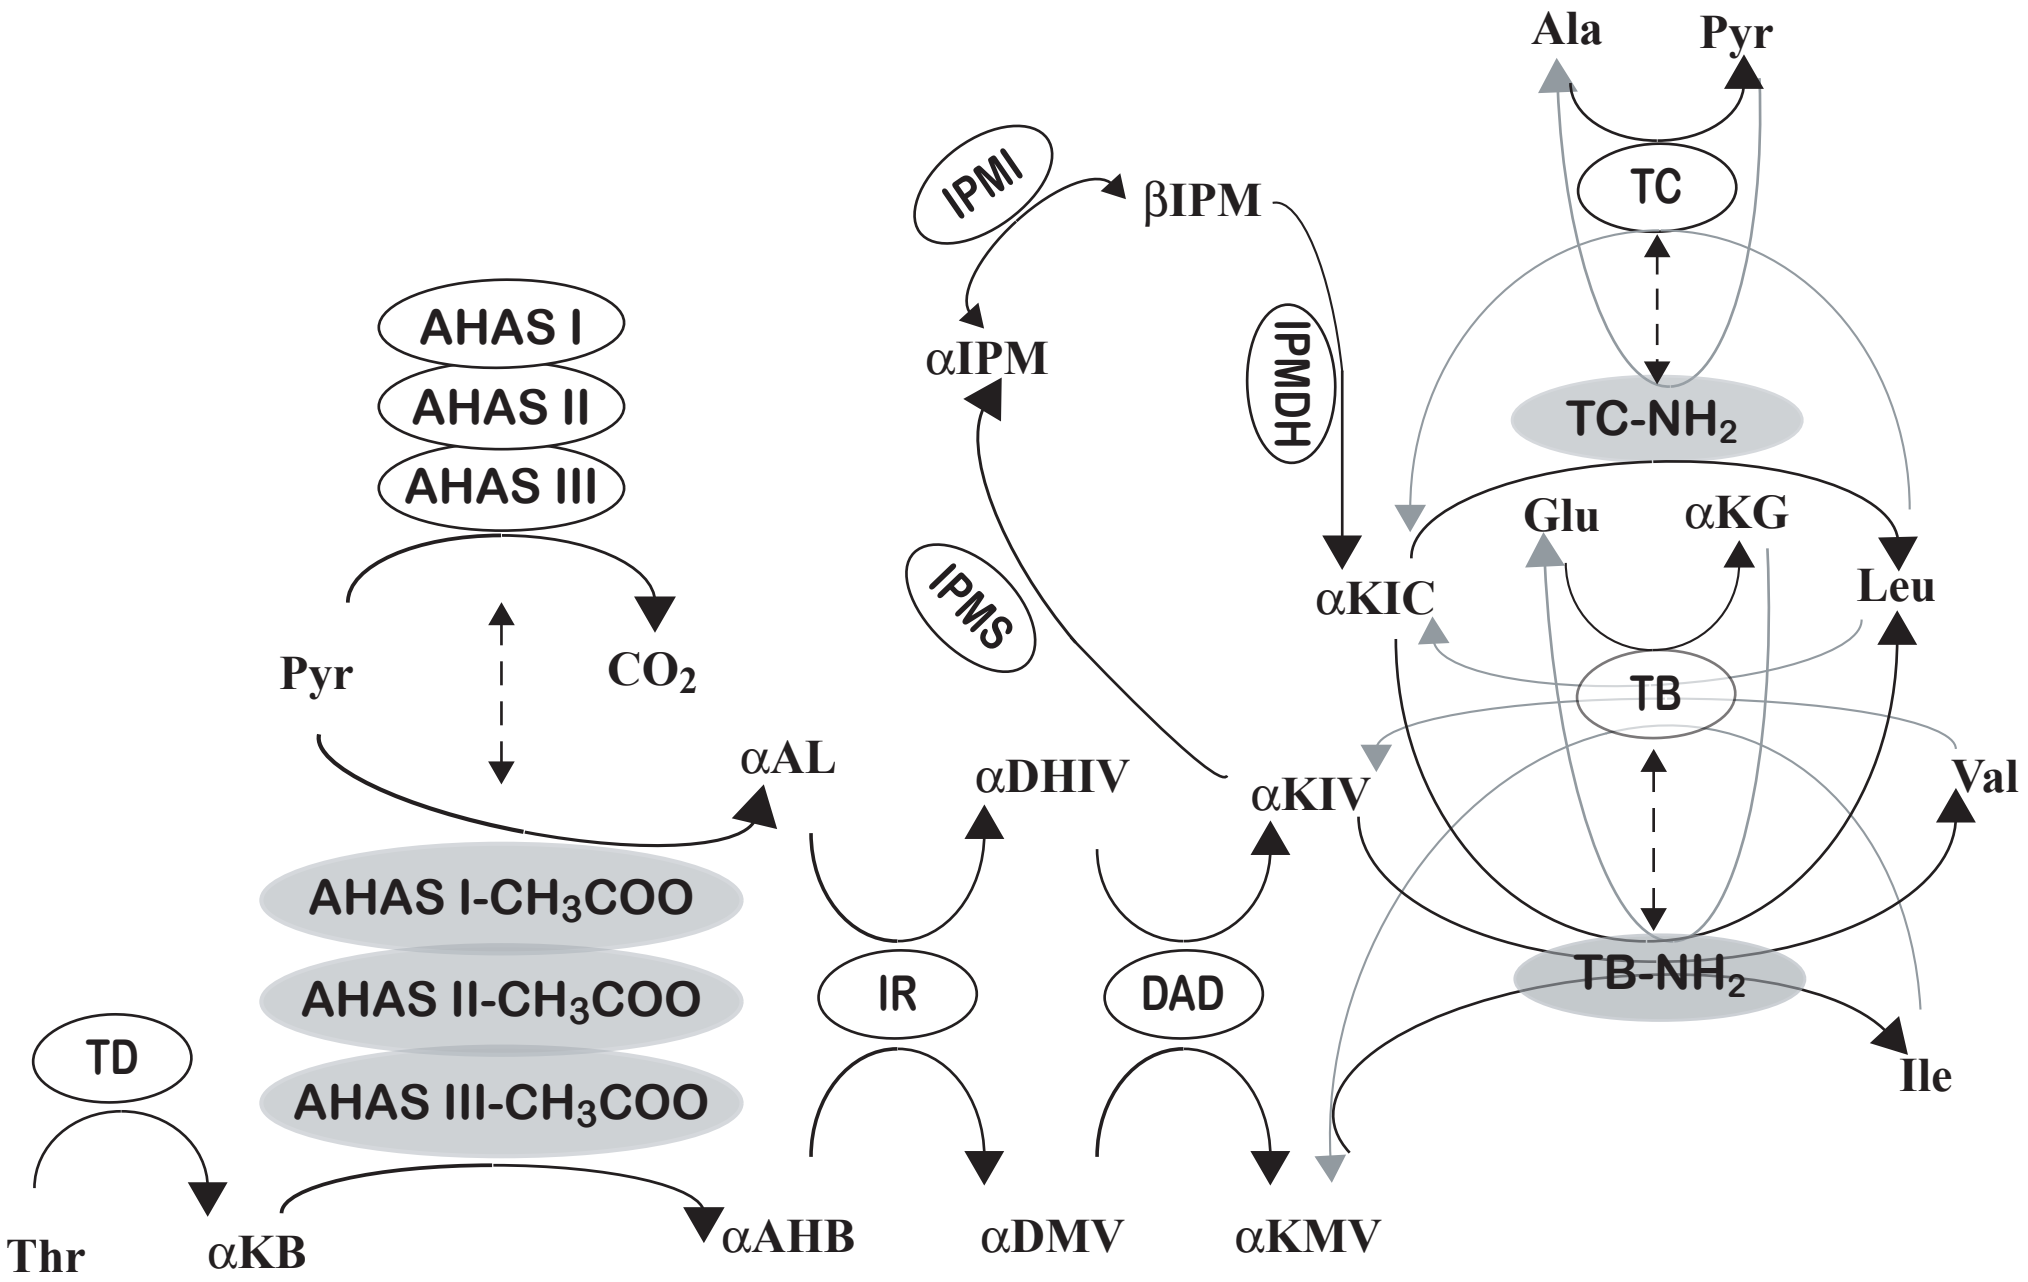 Ala
Pyr
TC
IPMI
βIPM
αIPM
IPMDH
TC-NH₂
AHAS I
AHAS II
AHAS III
Glu
αKG
IPMS
αKIC
Leu
Pyr
CO₂
TB
αAL
αDHIV
αKIV
Val
AHAS I-CH₃COO
AHAS II-CH₃COO
AHAS III-CH₃COO
IR
DAD
TB-NH₂
TD
Ile
Thr
αKB
αAHB
αDMV
αKMV